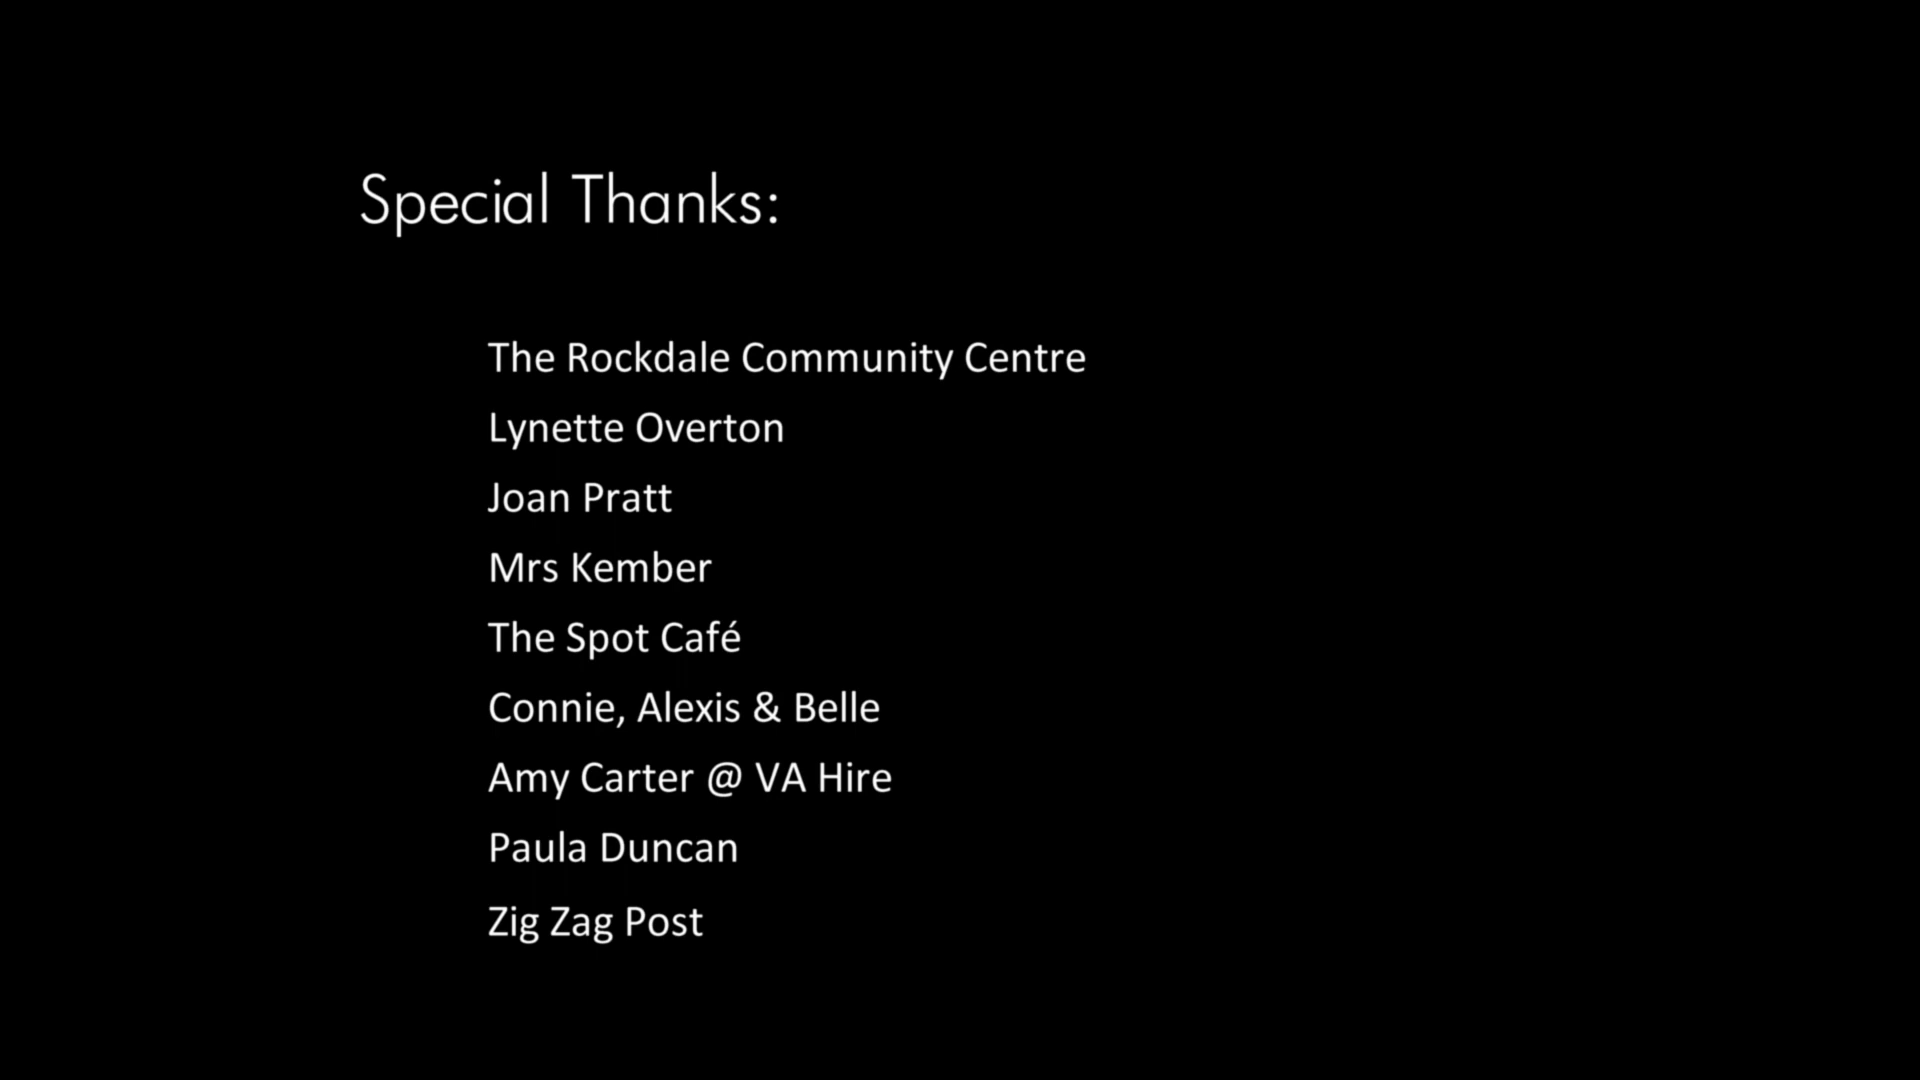 Special Thanks:
The Rockdale Community Centre
Lynette Overton
Joan Pratt
Mrs Kember
The Spot Café
Connie, Alexis & Belle
Amy Carter @ VA Hire
Paula Duncan
Zig Zag Post